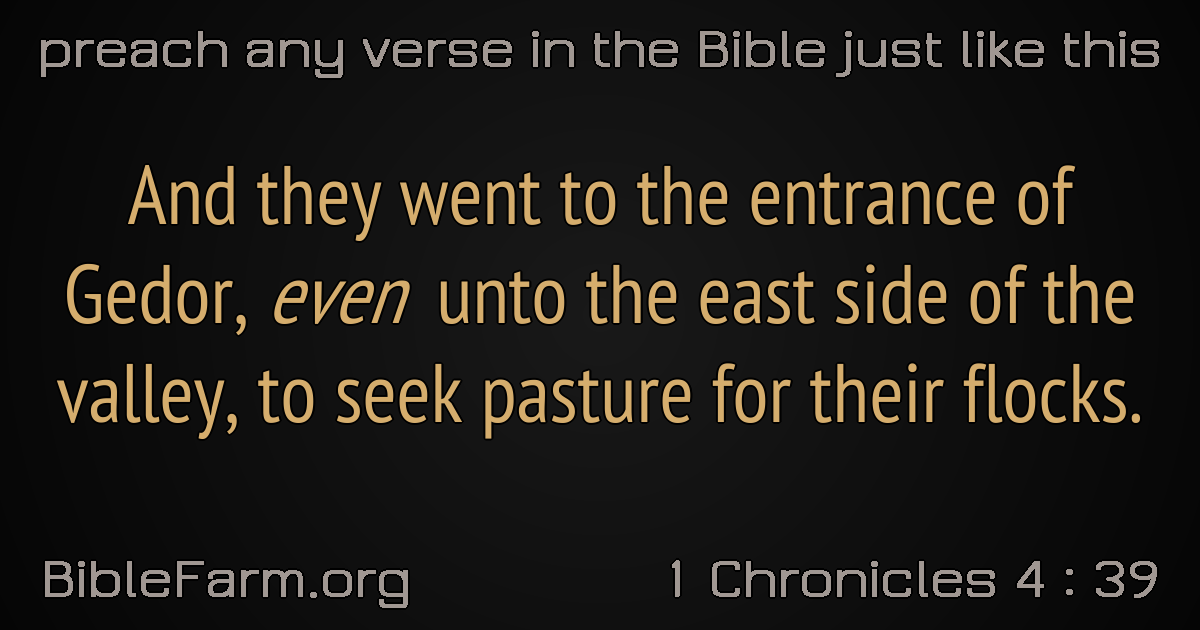 preach any verse in the Bible just like this
And they went to the entrance of
Gedor, even unto the east side of the
valley, to seek pasture for their flocks.
BibleFarm.org
1 Chronicles 4 : 39